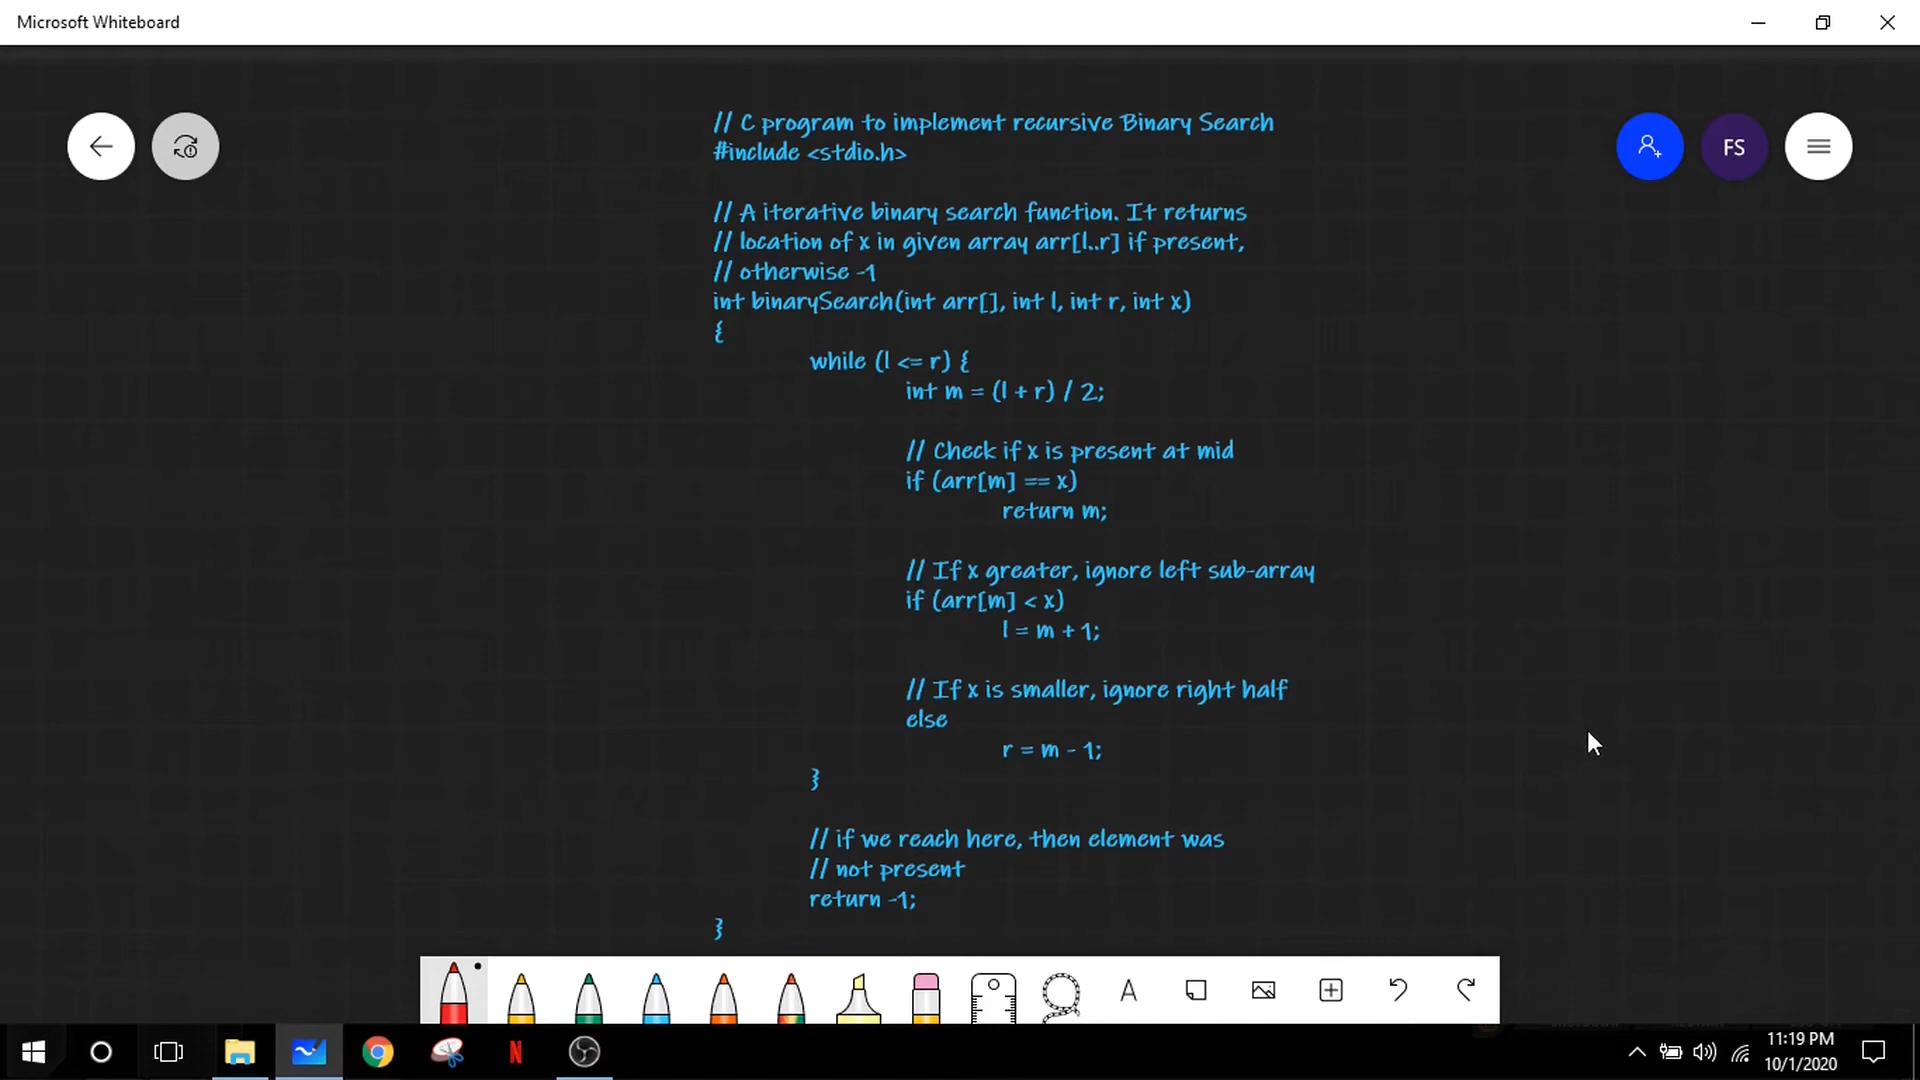 Microsoft Whiteboard
// C program to implement recursive Binary Search
#include <stdio.h>
// A iterative binary search function. It returns
// location of x in given array arr[l..r] if present,
// otherwise -1
int binarySearch(int arr[], int l, int r, int x)
{
while (l <= r) {
int m = (l + r) / 2;
// Check if x is present at mid
if (arr[m] == x)
return m;
// If x greater, ignore left sub-array
if (arr[m] < x)
l = m + 1;
// If x is smaller, ignore right half
else
r = m - 1;
}
// if we reach here, then element was
// not present
return -1;
}
FS
A
N
11:19 PM
10/1/2020